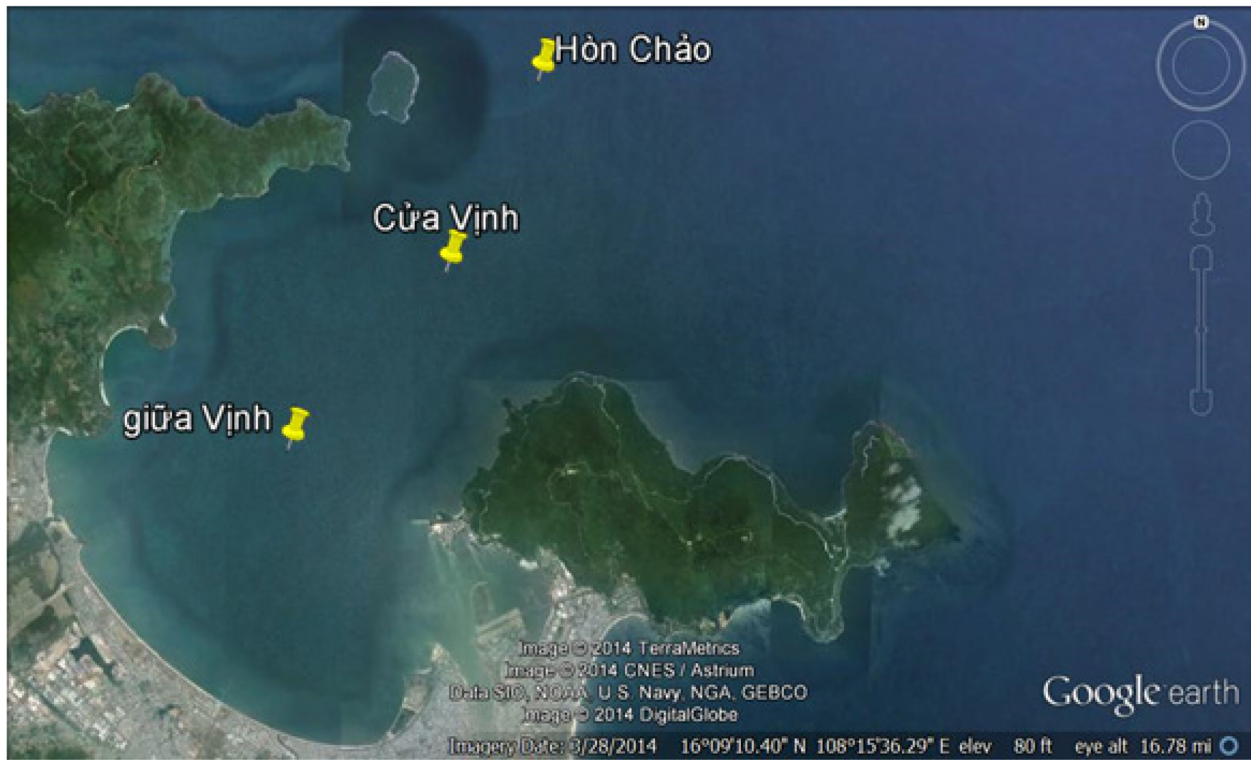 N
Hòn Chảo
Cửa Vịnh
giữa Vịnh
Image © 2014 TerraMetrics
Image © 2014 CNES / Astrium
Data SIO, NOAA, U.S. Navy, NGA, GEBCO
Image © 2014 DigitalGlobe
Google earth
Imagery Date: 3/28/2014 16°09'10.40" N 108°15'36.29" E elev 80 ft eye alt 16.78 mi